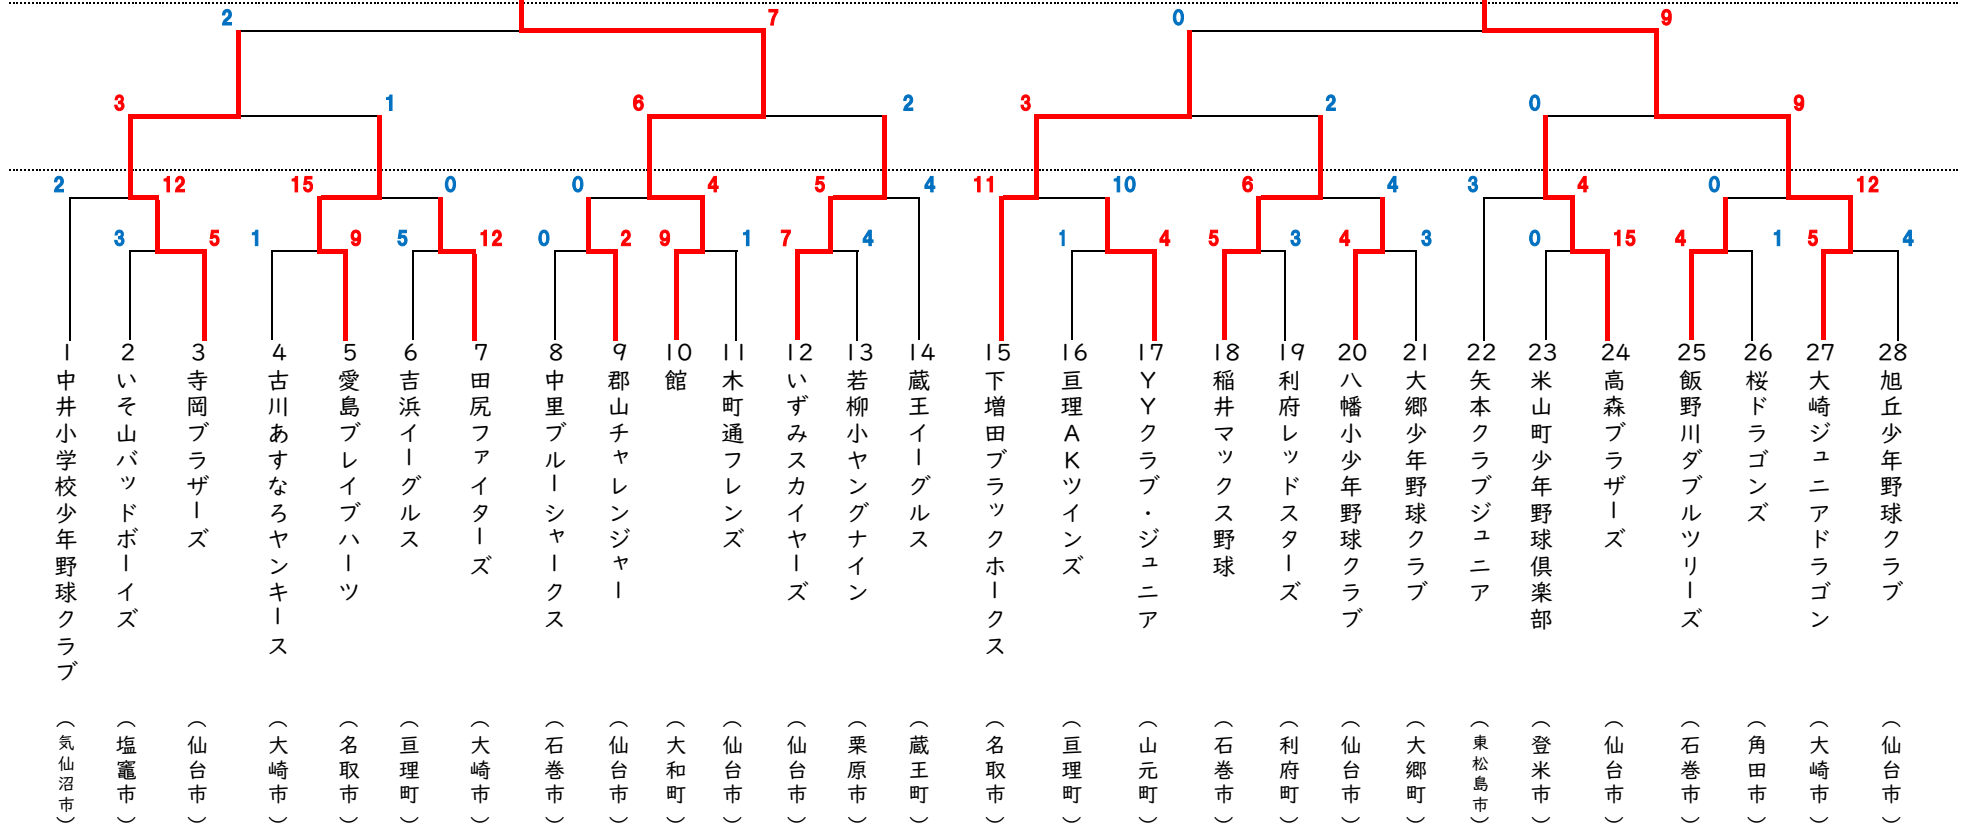 2 7 0 9
3 1 6 2 3 2 0 9
2 12 15 0 0 4 5 4 11 10 6 4 3 4 0 12
3 5 1 9 5 12 0 2 9 1 7 4 1 4 5 3 4 3 0 15 4 1 5 4
1 中井小学校少年野球クラブ (気仙沼市)
2 いそ山バッドボーイズ (塩竈市)
3 寺岡ブラザーズ (仙台市)
4 古川あすなろヤンキース (大崎市)
5 愛島ブレイブハーツ (名取市)
6 吉浜イーグルス (亘理町)
7 田尻ファイターズ (大崎市)
8 中里ブルーシャークス (石巻市)
9 郡山チャレンジャー (仙台市)
10 館 (大和町)
11 木町通フレンズ (仙台市)
12 いずみスカイヤーズ (仙台市)
13 若柳小ヤングナイン (栗原市)
14 蔵王イーグルス (蔵王町)
15 下増田ブラックホークス (名取市)
16 亘理AKツインズ (亘理町)
17 YYクラブ・ジュニア (山元町)
18 稲井マックス野球 (石巻市)
19 利府レッドスターズ (利府町)
20 八幡小少年野球クラブ (仙台市)
21 大郷少年野球クラブ (大郷町)
22 矢本クラブジュニア (東松島市)
23 米山町少年野球倶楽部 (登米市)
24 高森ブラザーズ (仙台市)
25 飯野川ダブルツリーズ (石巻市)
26 桜ドラゴンズ (角田市)
27 大崎ジュニアドラゴン (大崎市)
28 旭丘少年野球クラブ (仙台市)